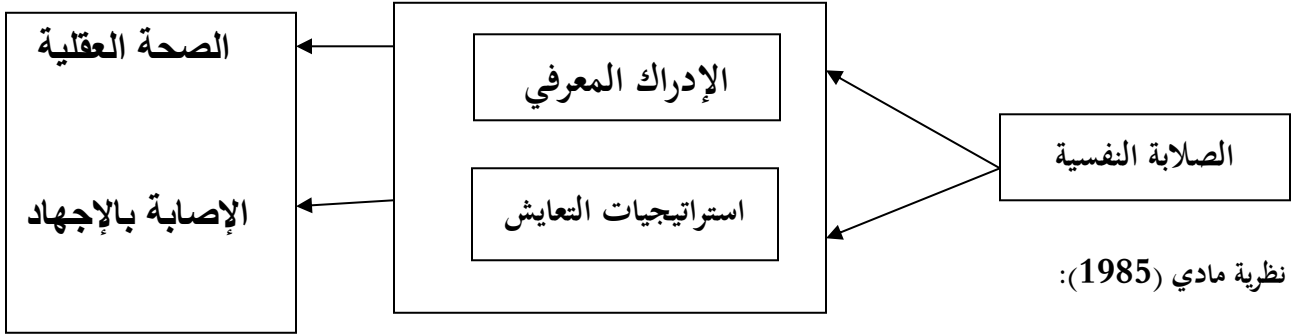 الصلابة النفسية
الإدراك المعرفي
استراتيجيات التعايش
الصحة العقلية
الإصابة بالإجهاد
نظرية مادي (1985):